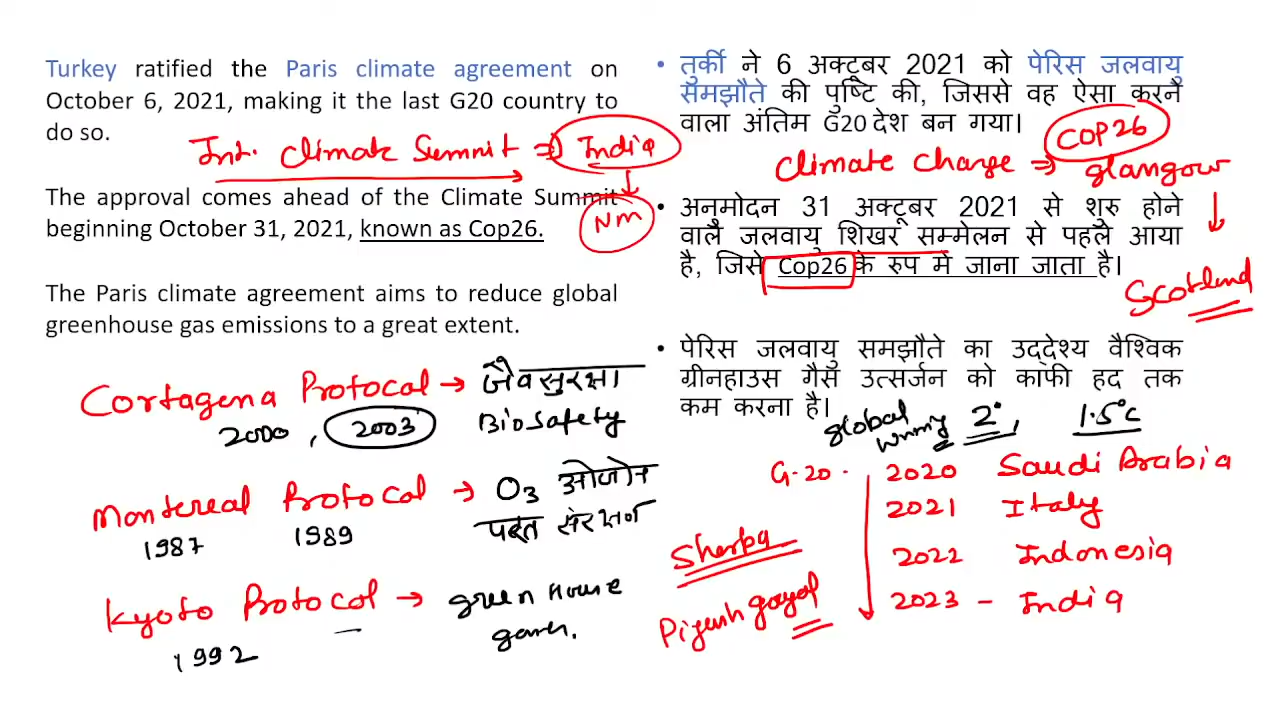 Turkey ratified the Paris climate agreement on
October 6, 2021, making it the last G20 country to
do so.
Int. Climate Summit ⇒ India
NM
The approval comes ahead of the Climate Summit
beginning October 31, 2021, known as Cop26.
The Paris climate agreement aims to reduce global
greenhouse gas emissions to a great extent.
Cortagena Protocal → जैवसुरक्षा
2000, 2003 BioSafety
Montereal Protocal → O3 ओजोन
1987 1989 परत संरक्षण
Kyoto Protocol → green House
1992
• तुर्की ने 6 अक्टूबर 2021 को पेरिस जलवायु
समझौते की पुष्टि की, जिससे वह ऐसा करने
वाला अंतिम G20 देश बन गया।
COP26
Climate Change ⇒ glangow
↓
Scotland
• अनुमोदन 31 अक्टूबर 2021 से शुरु होने
वाले जलवायु शिखर सम्मेलन से पहले आया
है, जिसे Cop26 के रुप में जाना जाता है।
• पेरिस जलवायु समझौते का उद्देश्य वैश्विक
ग्रीनहाउस गैस उत्सर्जन को काफी हद तक
कम करना है।
global 2°, 1.5°C
G-20. 2020 Saudi Arabia
2021 Italy
2022 Indonesia
2023 - India
Sherpa
Piyush goyal